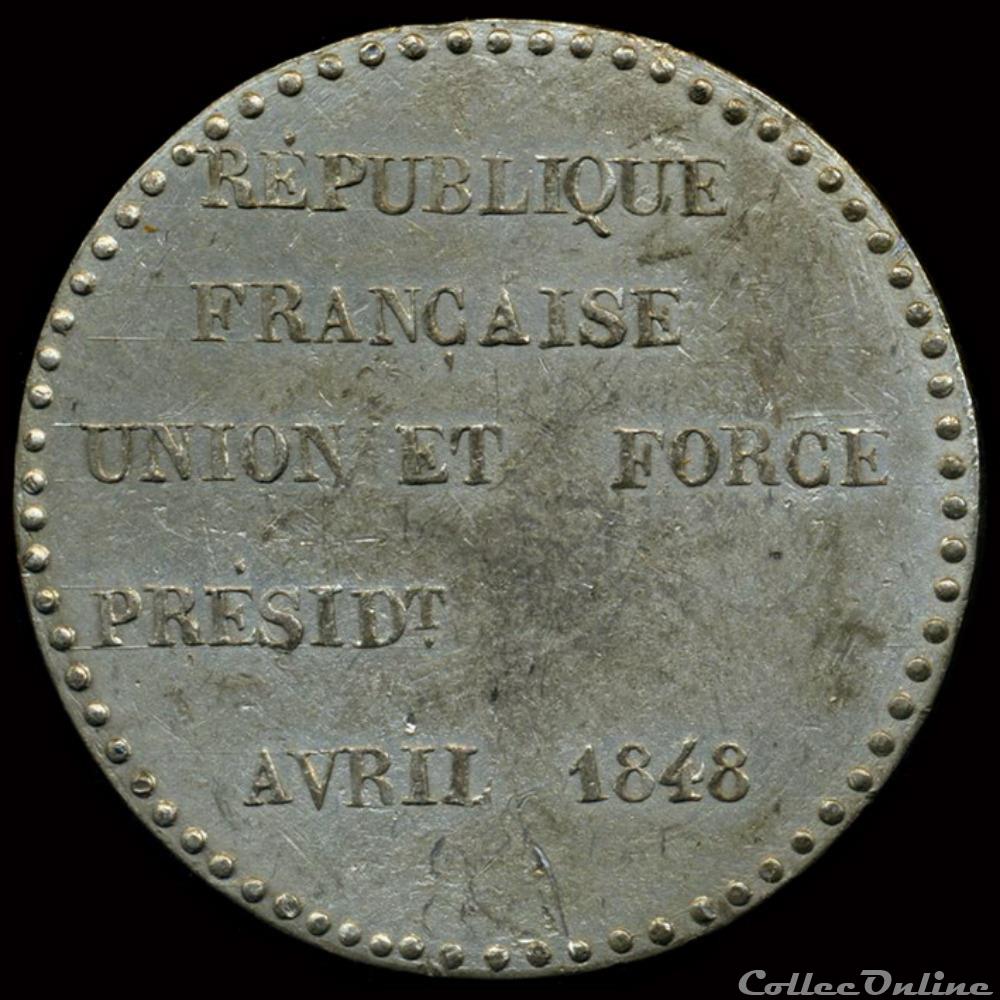 RÉPUBLIQUE
FRANÇAISE
UNION ET FORCE
PRÉSIDT
AVRIL 1848
CollecOnline